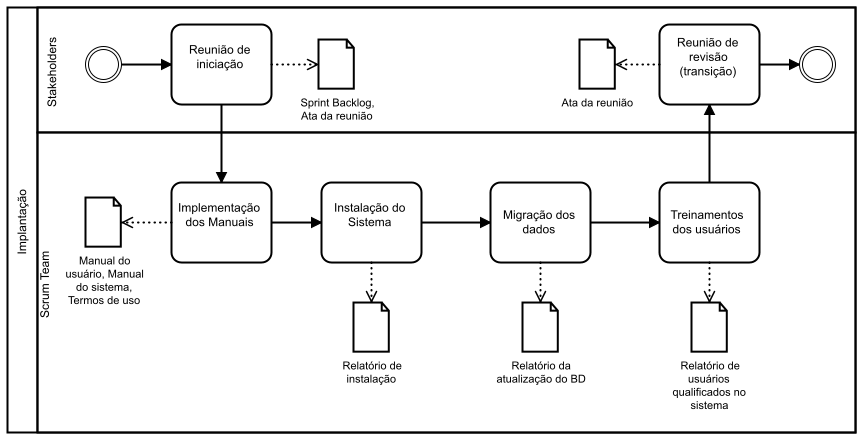 Implantação
Stakeholders
Reunião de
iniciação
Sprint Backlog,
Ata da reunião
Ata da reunião
Reunião de
revisão
(transição)
Scrum Team
Implementação
dos Manuais
Manual do
usuário, Manual
do sistema,
Termos de uso
Instalação do
Sistema
Relatório de
instalação
Migração dos
dados
Relatório da
atualização do BD
Treinamentos
dos usuários
Relatório de
usuários
qualificados no
sistema